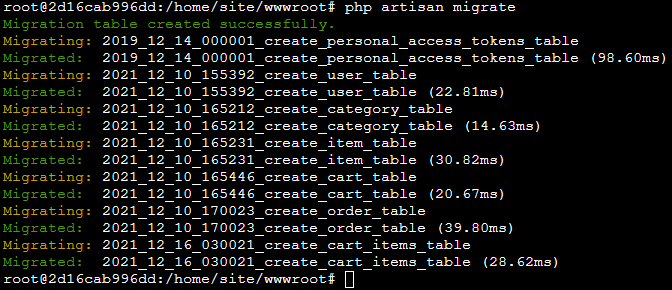 root@2d16cab996dd:/home/site/wwwroot# php artisan migrate
Migration table created successfully.
Migrating: 2019_12_14_000001_create_personal_access_tokens_table
Migrated:  2019_12_14_000001_create_personal_access_tokens_table (98.60ms)
Migrating: 2021_12_10_155392_create_user_table
Migrated:  2021_12_10_155392_create_user_table (22.81ms)
Migrating: 2021_12_10_165212_create_category_table
Migrated:  2021_12_10_165212_create_category_table (14.63ms)
Migrating: 2021_12_10_165231_create_item_table
Migrated:  2021_12_10_165231_create_item_table (30.82ms)
Migrating: 2021_12_10_165446_create_cart_table
Migrated:  2021_12_10_165446_create_cart_table (20.67ms)
Migrating: 2021_12_10_170023_create_order_table
Migrated:  2021_12_10_170023_create_order_table (39.80ms)
Migrating: 2021_12_16_030021_create_cart_items_table
Migrated:  2021_12_16_030021_create_cart_items_table (28.62ms)
root@2d16cab996dd:/home/site/wwwroot#